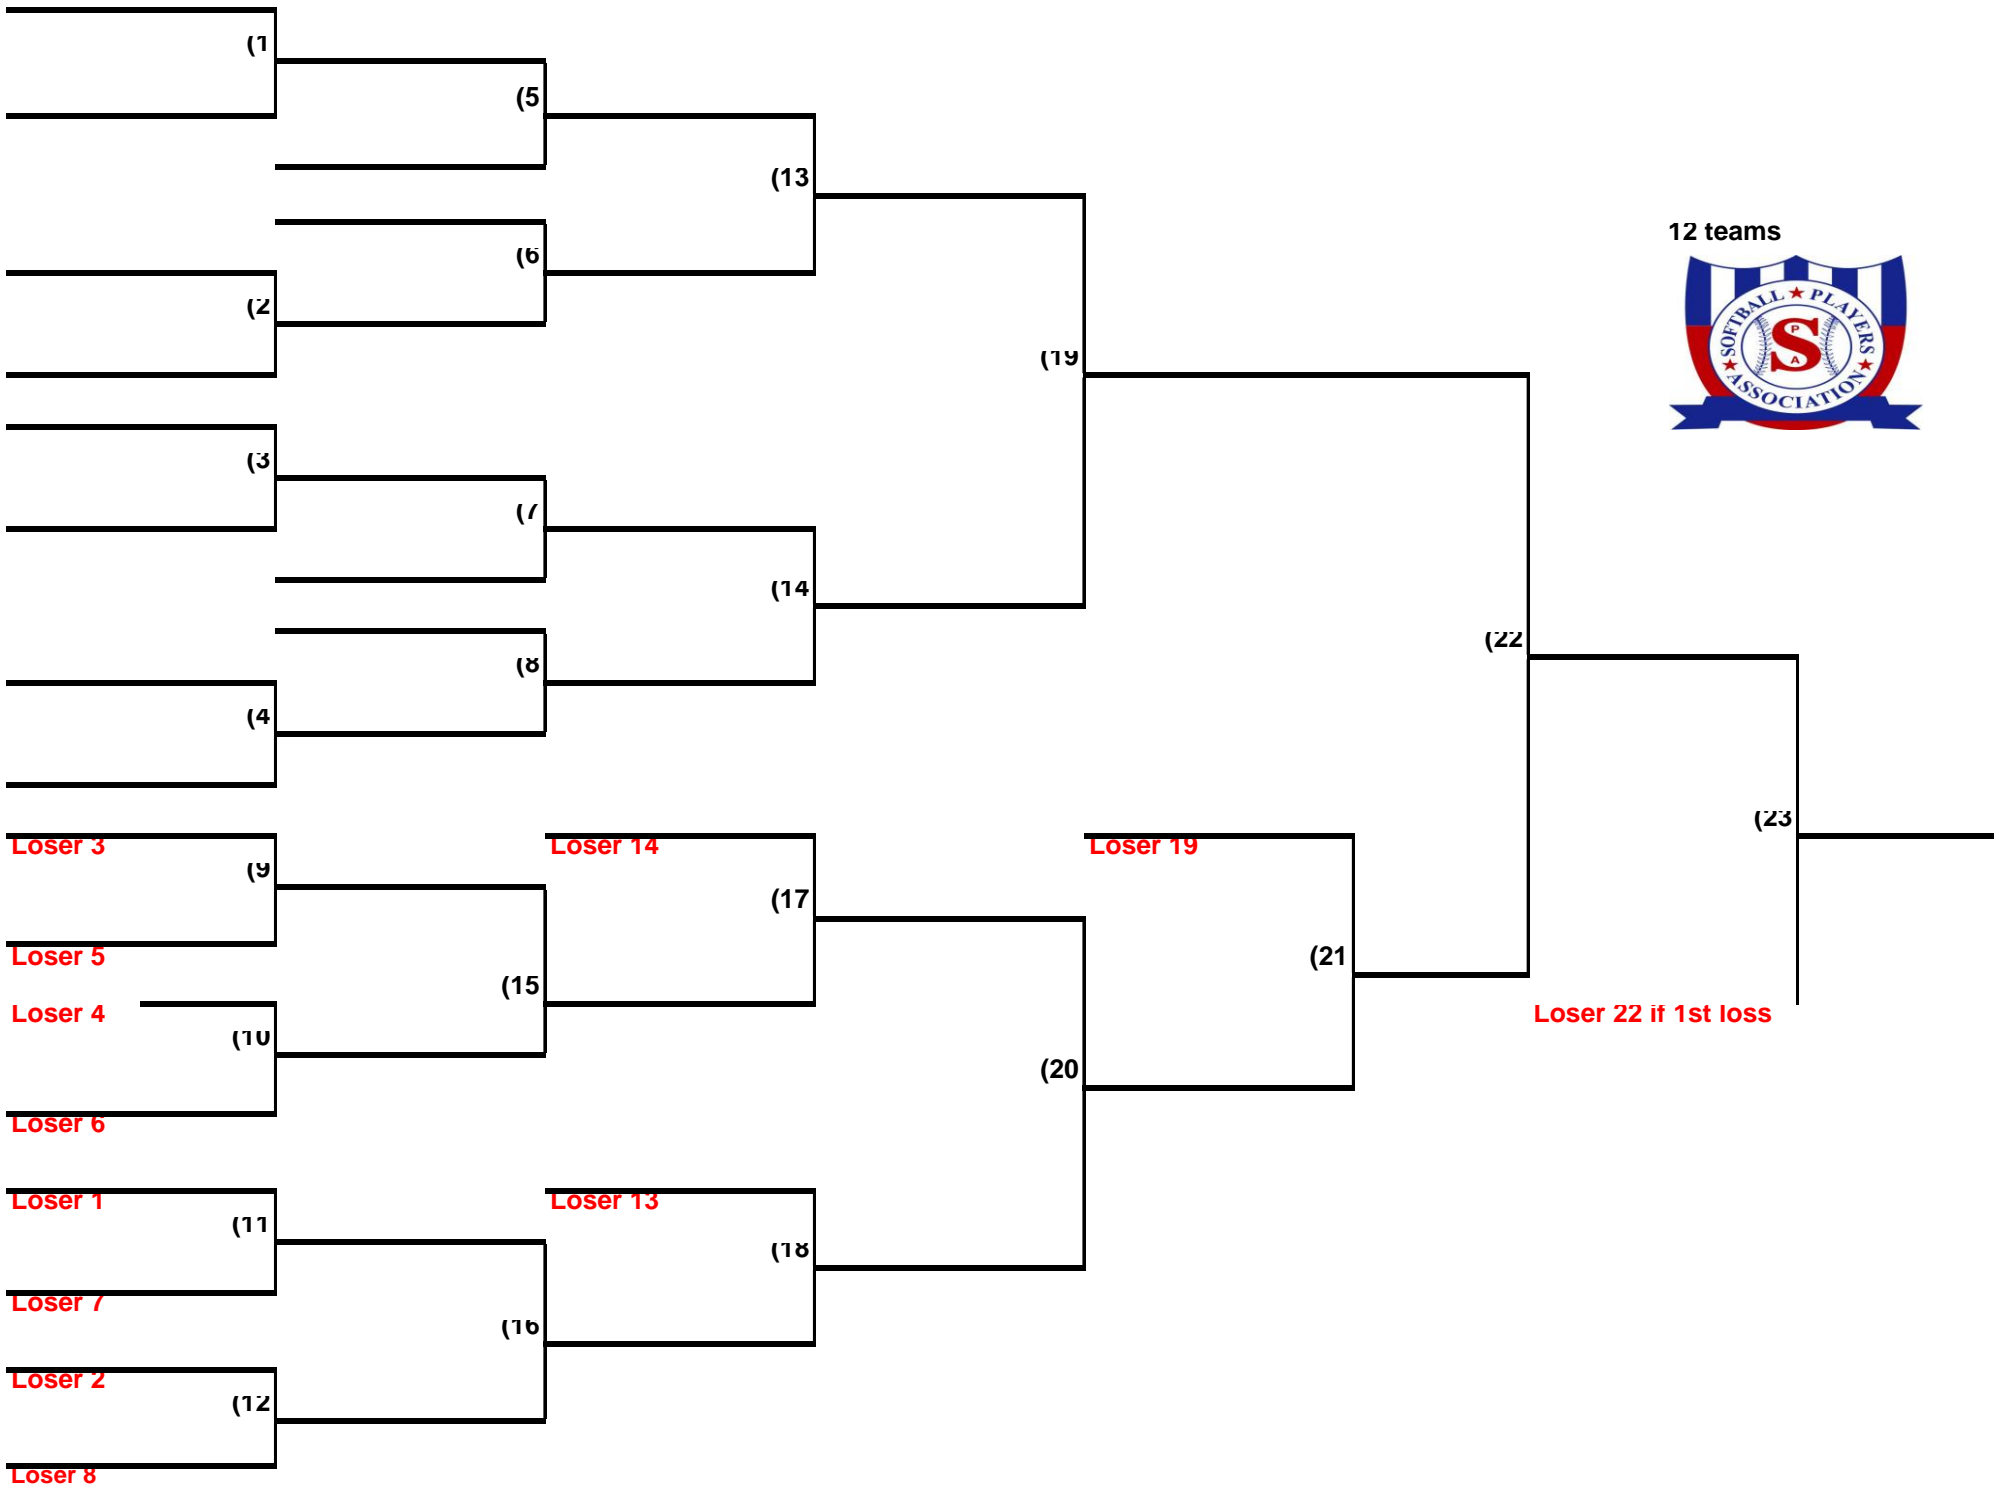 (1
(5
(13
12 teams
(6
(2
SOFTBALL ★ PLAYERS
★ ASSOCIATION ★
P
S
A
(19
(3
(7
(14
(22
(8
(4
(23
Loser 3
Loser 14
Loser 19
(9
(17
Loser 5
(21
(15
Loser 4
Loser 22 if 1st loss
(10
(20
Loser 6
Loser 1
Loser 13
(11
(18
Loser 7
(16
Loser 2
(12
Loser 8